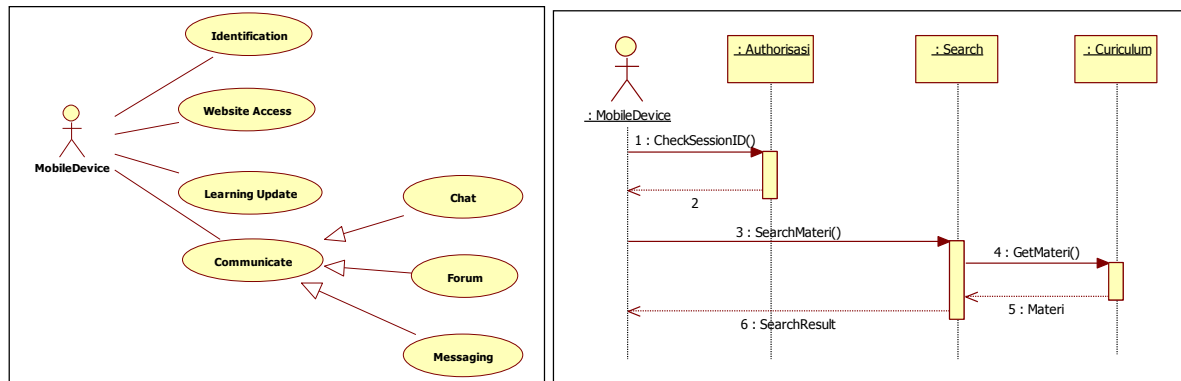 Identification
Website Access
MobileDevice
Learning Update
Chat
Communicate
Forum
Messaging
: Authorisasi
: Search
: Curiculum
: MobileDevice
1 : CheckSessionID()
2
3 : SearchMateri()
4 : GetMateri()
5 : Materi
6 : SearchResult